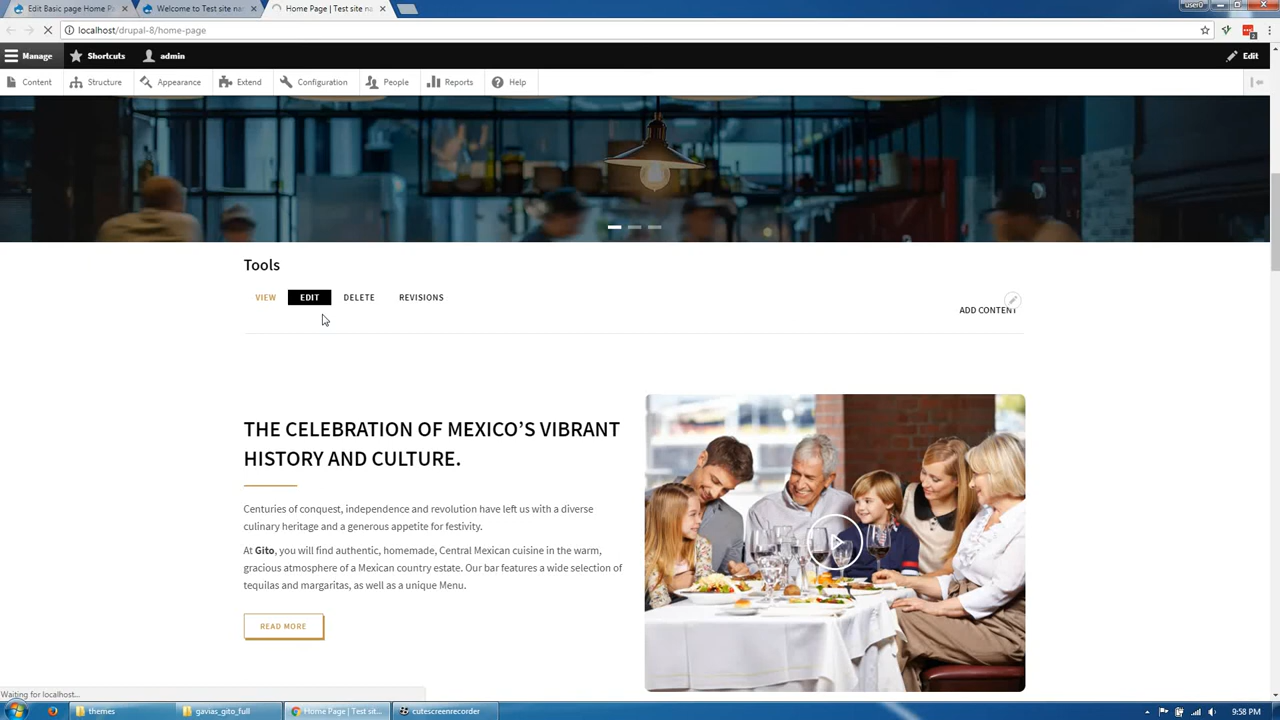 Edit Basic page Home P
Welcome to Test site na
Home Page | Test site na
user0
localhost/drupal-8/home-page
2
Manage
Shortcuts
admin
Edit
Content
Structure
Appearance
Extend
Configuration
People
Reports
Help
Tools
VIEW
EDIT
DELETE
REVISIONS
ADD CONTENT
THE CELEBRATION OF MEXICO’S VIBRANT
HISTORY AND CULTURE.
Centuries of conquest, independence and revolution have left us with a diverse
culinary heritage and a generous appetite for festivity.
At Gito, you will find authentic, homemade, Central Mexican cuisine in the warm,
gracious atmosphere of a Mexican country estate. Our bar features a wide selection of
tequilas and margaritas, as well as a unique Menu.
READ MORE
Waiting for localhost...
themes
gavias_gito_full
Home Page | Test sit...
cutescreenrecorder
9:58 PM